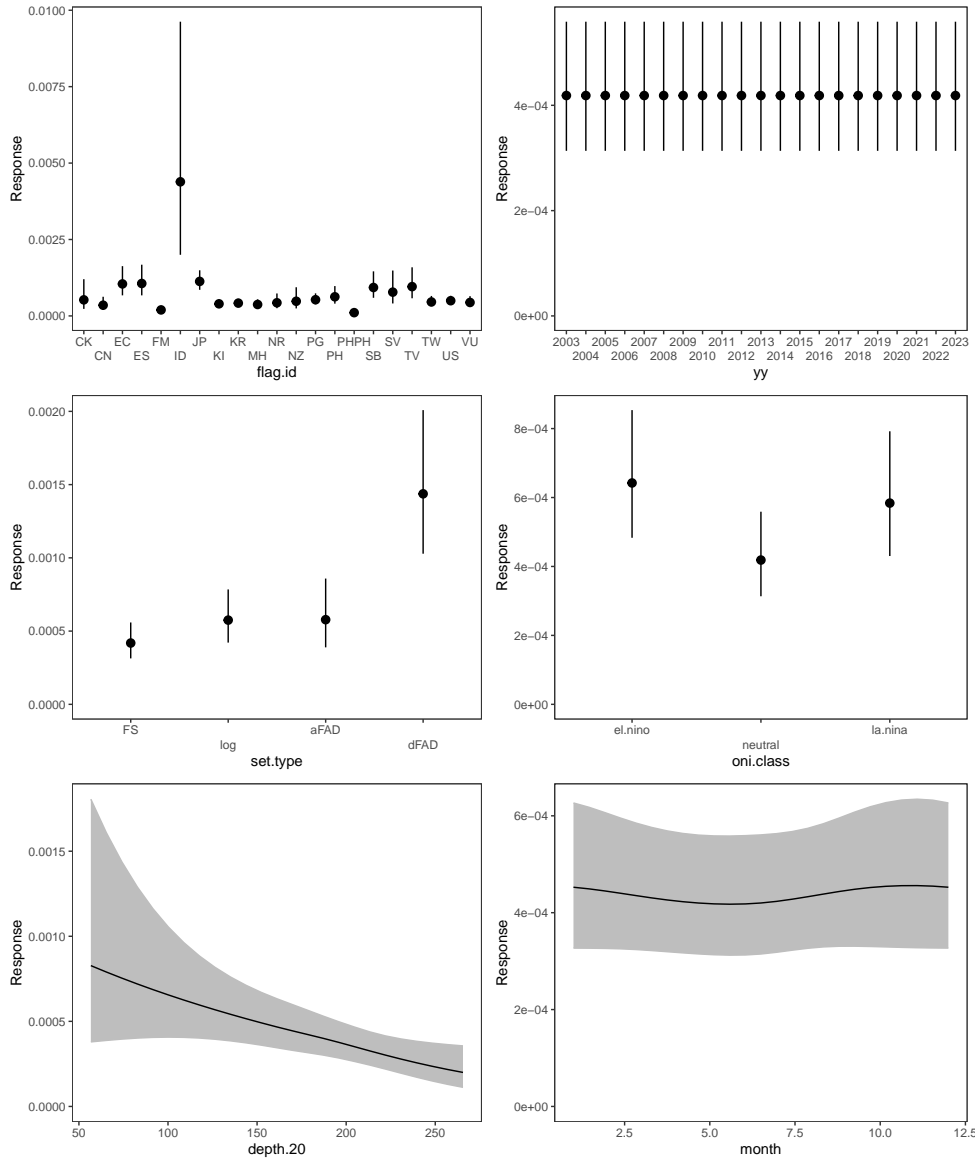 0.0100
0.0075
0.0050
0.0025
0.0000
Response
CK EC FM JP KR NR PG PHPH SV TW VU
CN ES ID KI MH NZ PH SB TV US
flag.id
4e−04
2e−04
0e+00
Response
2003 2005 2007 2009 2011 2013 2015 2017 2019 2021 2023
2004 2006 2008 2010 2012 2014 2016 2018 2020 2022
yy
0.0020
0.0015
0.0010
0.0005
0.0000
Response
FS aFAD
log dFAD
set.type
8e−04
6e−04
4e−04
2e−04
0e+00
Response
el.nino la.nina
neutral
oni.class
0.0015
0.0010
0.0005
0.0000
Response
50 100 150 200 250
depth.20
6e−04
4e−04
2e−04
0e+00
Response
2.5 5.0 7.5 10.0 12.5
month